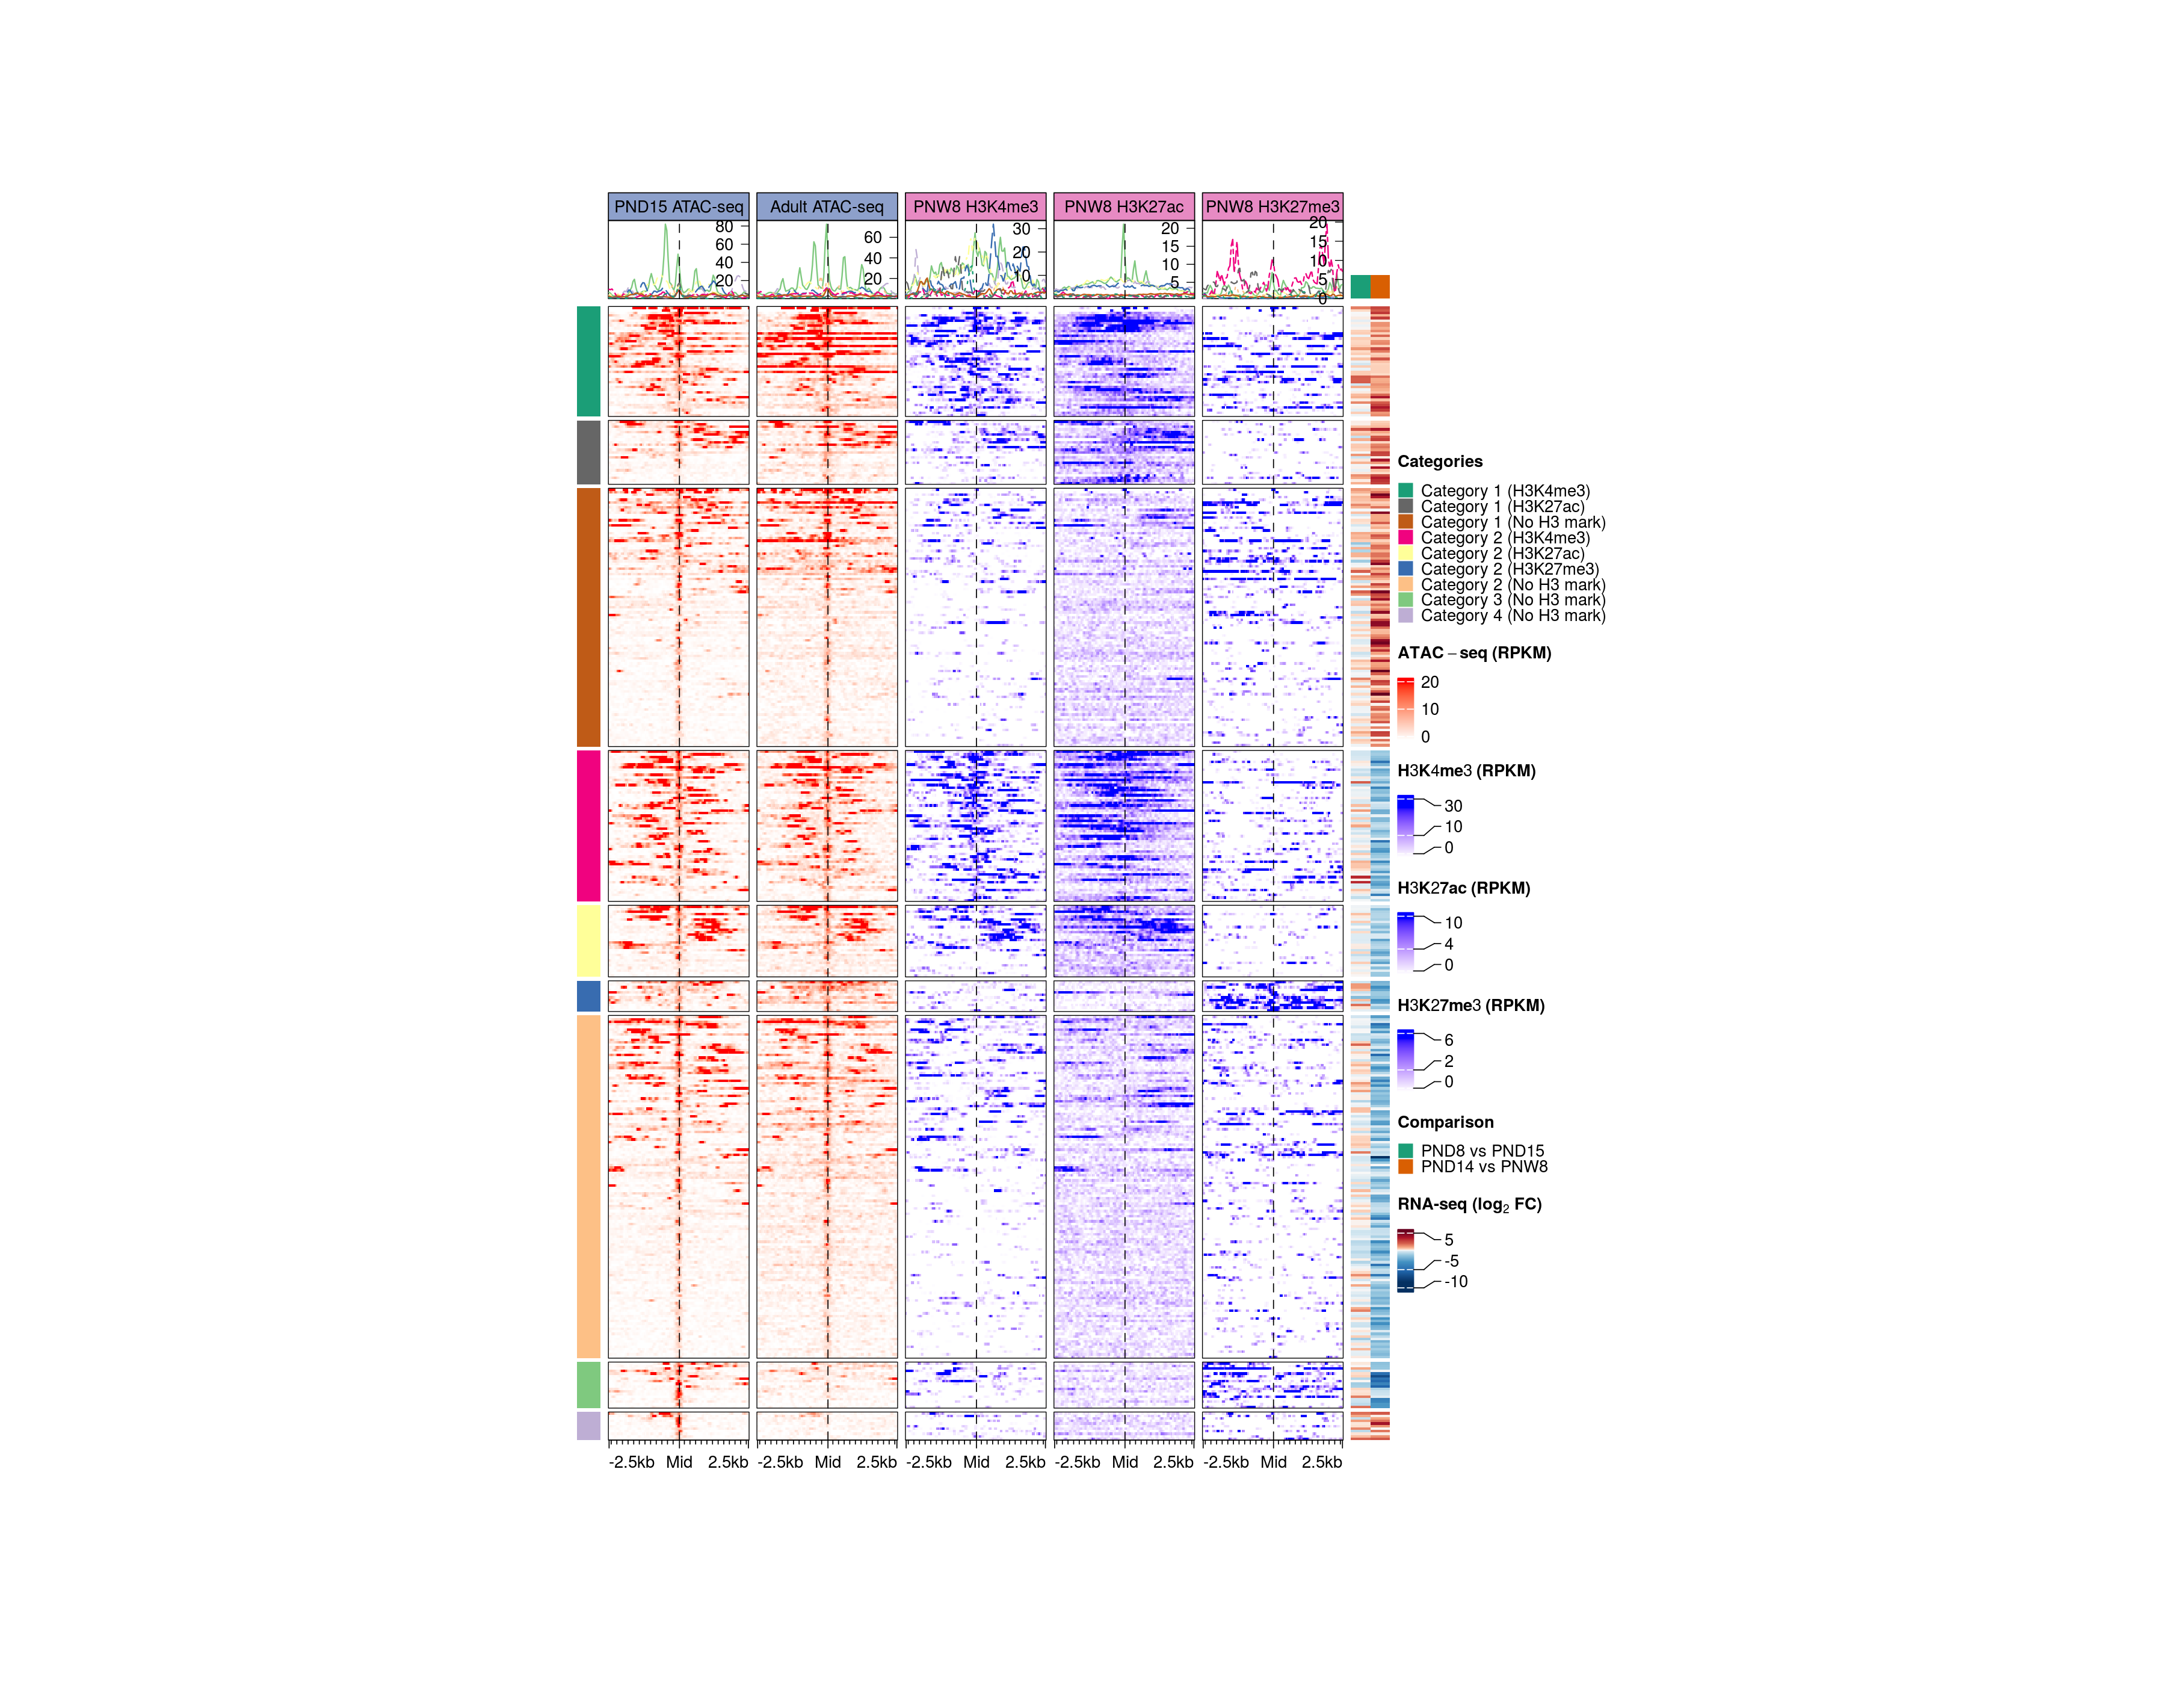 PND15 ATAC-seq
Adult ATAC-seq
PNW8 H3K4me3
PNW8 H3K27ac
PNW8 H3K27me3
80
60
40
20
60
40
20
30
20
10
20
15
10
5
20
15
10
5
0
Categories
Category 1 (H3K4me3)
Category 1 (H3K27ac)
Category 1 (No H3 mark)
Category 2 (H3K4me3)
Category 2 (H3K27ac)
Category 2 (H3K27me3)
Category 2 (No H3 mark)
Category 3 (No H3 mark)
Category 4 (No H3 mark)
ATAC−seq (RPKM)
20
10
0
H3K4me3 (RPKM)
30
10
0
H3K27ac (RPKM)
10
4
0
H3K27me3 (RPKM)
6
2
0
Comparison
PND8 vs PND15
PND14 vs PNW8
RNA-seq (log₂ FC)
5
-5
-10
-2.5kb Mid 2.5kb
-2.5kb Mid 2.5kb
-2.5kb Mid 2.5kb
-2.5kb Mid 2.5kb
-2.5kb Mid 2.5kb